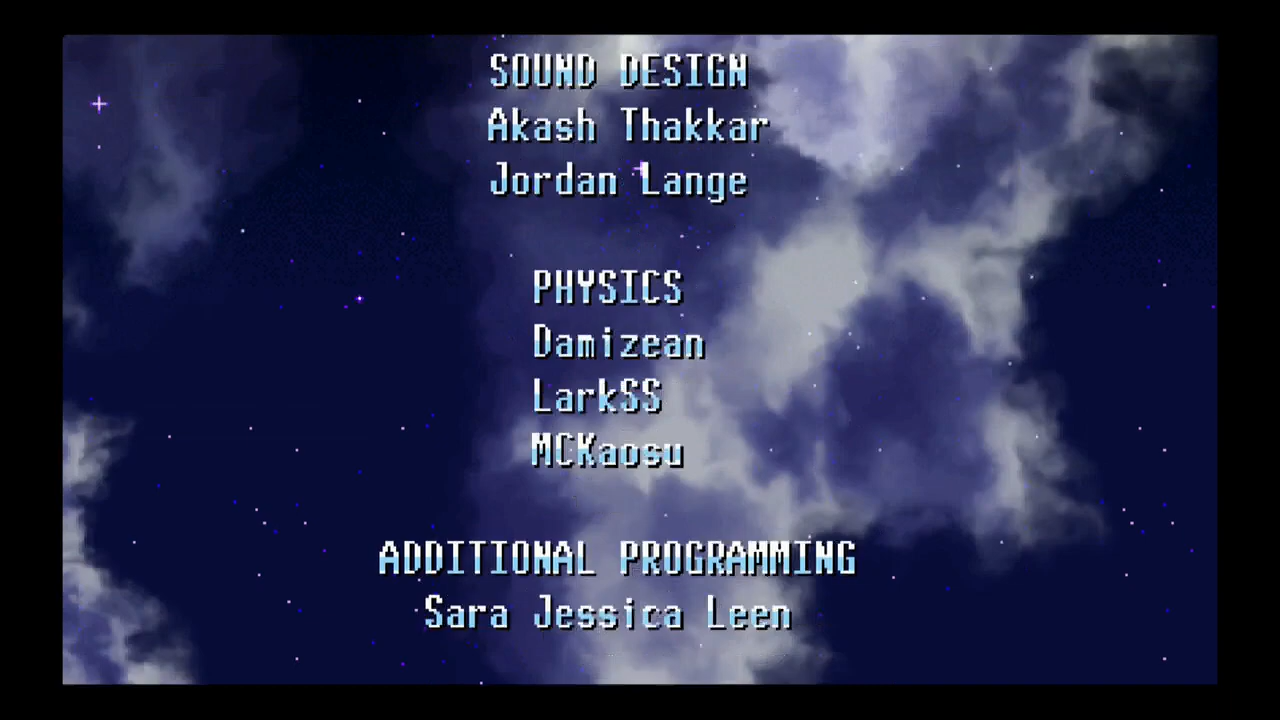 SOUND DESIGN
Akash Thakkar
Jordan Lange
PHYSICS
Damizean
LarkSS
MCKaosu
ADDITIONAL PROGRAMMING
Sara Jessica Leen